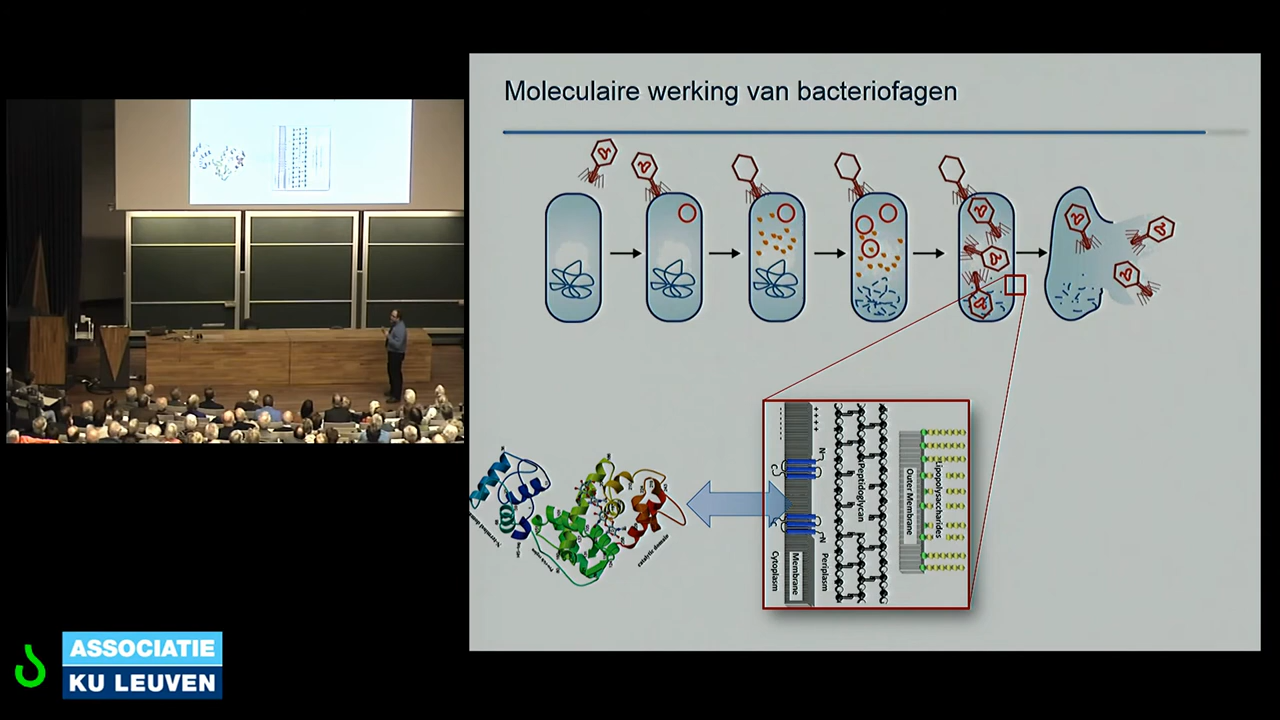 Moleculaire werking van bacteriofagen
Lipopolysaccharides
Outer Membrane
Peptidoglycan
N
N
Periplasm
Membrane
Cytoplasm
catalytic domain
ASSOCIATIE
KU LEUVEN